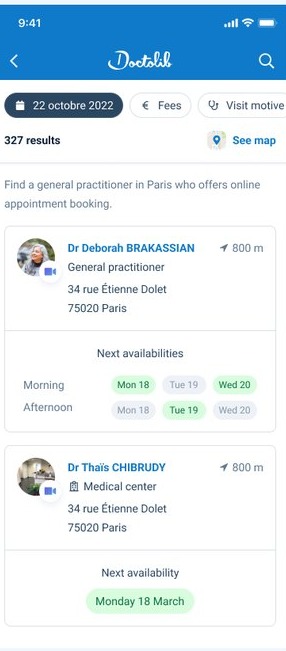 9:41
Doctolib
22 octobre 2022
€ Fees
Visit motive
327 results
See map
Find a general practitioner in Paris who offers online
appointment booking.
Dr Deborah BRAKASSIAN
800 m
General practitioner
34 rue Étienne Dolet
75020 Paris
Next availabilities
Morning Mon 18 Tue 19 Wed 20
Afternoon Mon 18 Tue 19 Wed 20
Dr Thaïs CHIBRUDY
800 m
Medical center
34 rue Étienne Dolet
75020 Paris
Next availability
Monday 18 March